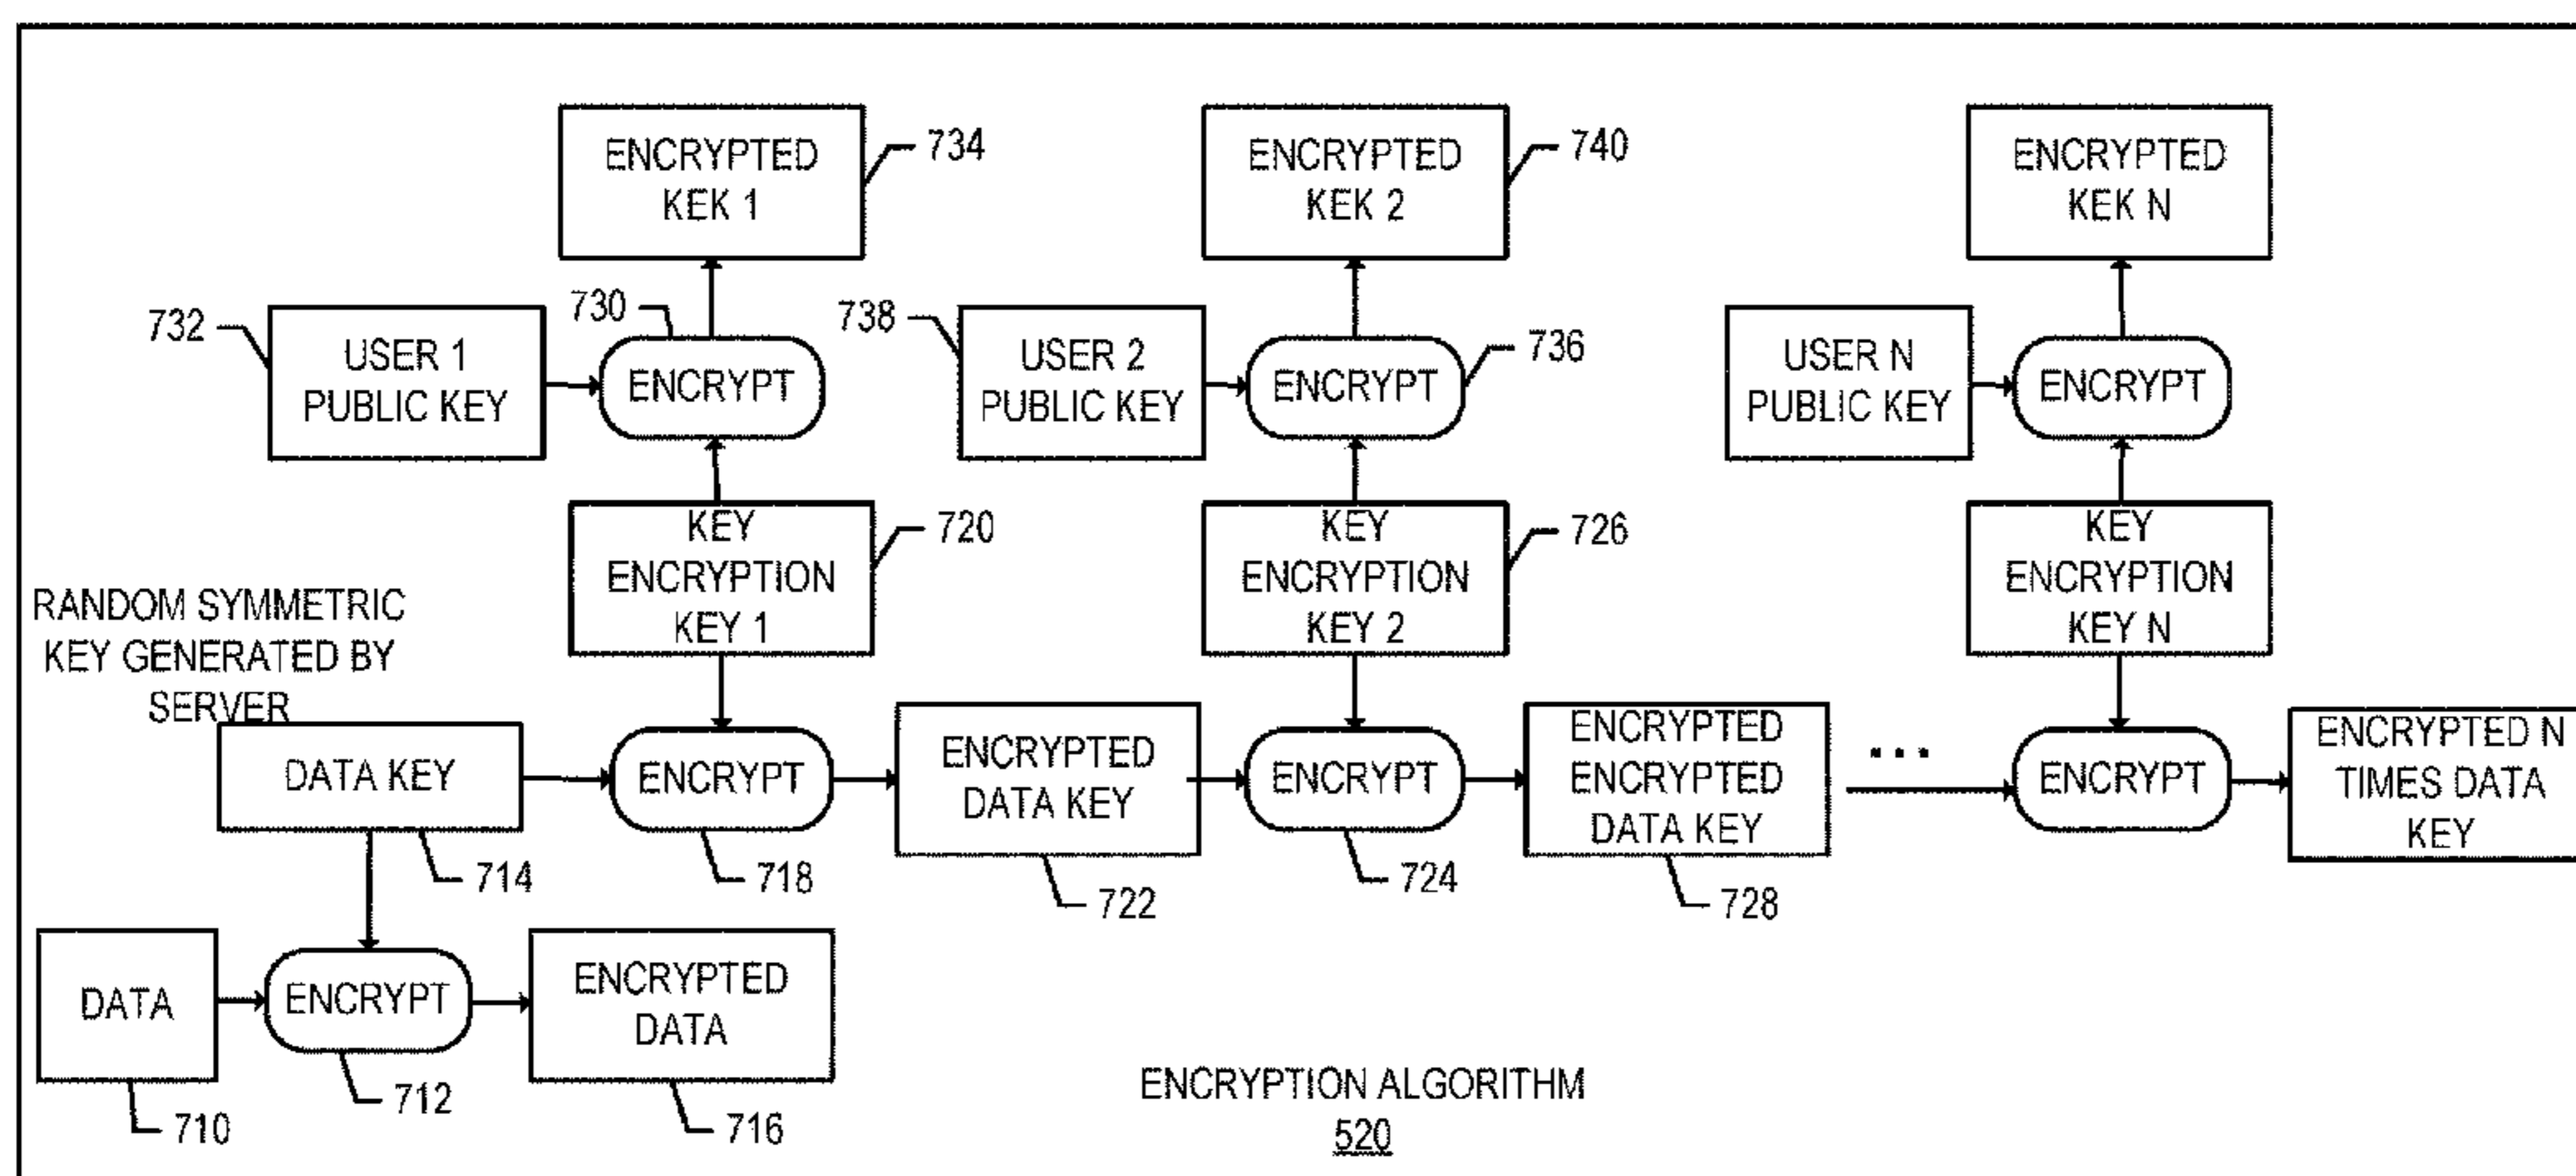 ENCRYPTED
KEK 1
734
ENCRYPTED
KEK 2
740
ENCRYPTED
KEK N
732
USER 1
PUBLIC KEY
730
ENCRYPT
738
USER 2
PUBLIC KEY
ENCRYPT
736
USER N
PUBLIC KEY
ENCRYPT
KEY
ENCRYPTION
KEY 1
720
KEY
ENCRYPTION
KEY 2
726
KEY
ENCRYPTION
KEY N
RANDOM SYMMETRIC
KEY GENERATED BY
SERVER
DATA KEY
714
ENCRYPT
718
ENCRYPTED
DATA KEY
722
ENCRYPT
724
ENCRYPTED
ENCRYPTED
DATA KEY
728
...
ENCRYPT
ENCRYPTED N
TIMES DATA
KEY
DATA
710
ENCRYPT
712
ENCRYPTED
DATA
716
ENCRYPTION ALGORITHM
520